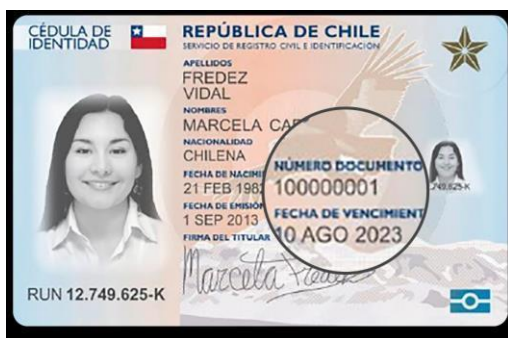 CÉDULA DE
IDENTIDAD
REPÚBLICA DE CHILE
SERVICIO DE REGISTRO CIVIL E IDENTIFICACIÓN
APELLIDOS
FREDEZ
VIDAL
NOMBRES
MARCELA
NACIONALIDAD
CHILENA
FECHA DE
21 FEB 1982
FECHA DE EMISIÓN
1 SEP 2013
NÚMERO DOCUMENTO
100000001
FECHA DE
10 AGO 2023
FIRMA DEL TITULAR
Marcela
RUN 12.749.625-K